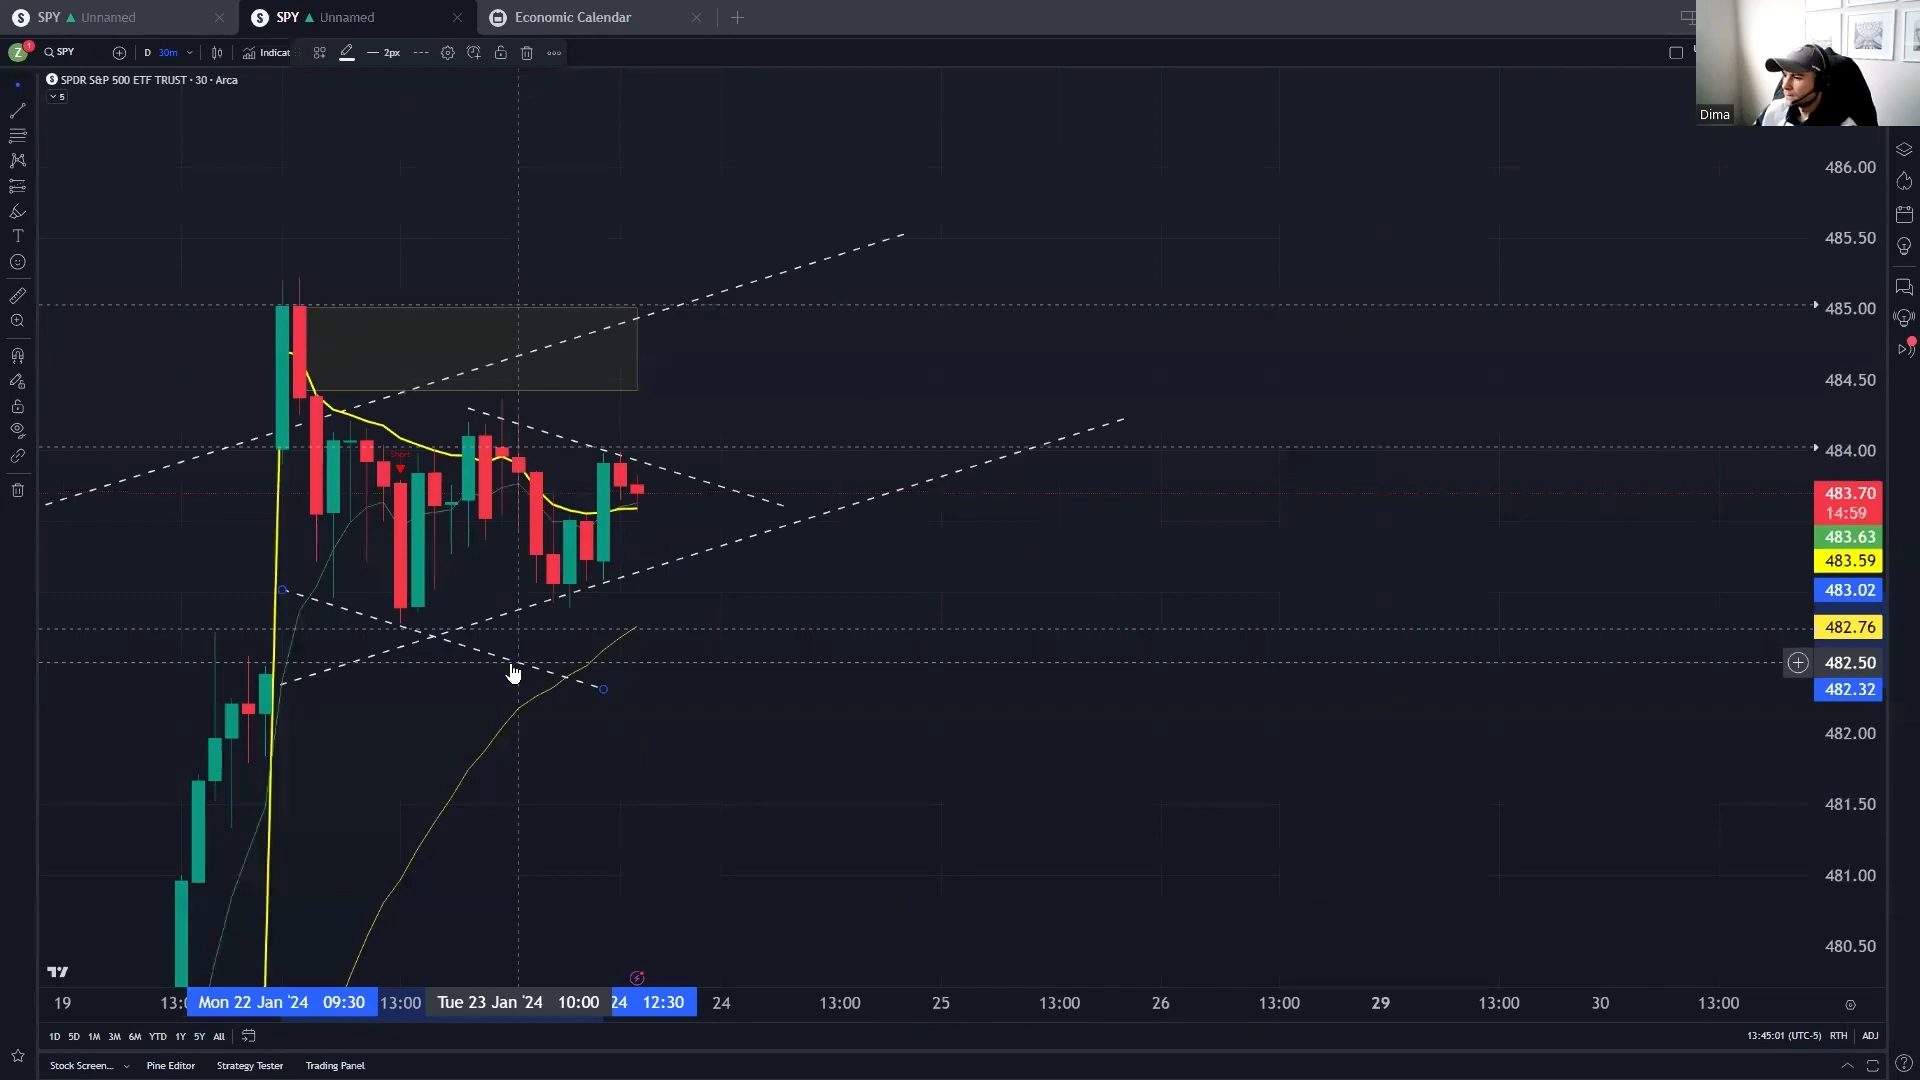 SPY ▲ Unnamed
SPY ▲ Unnamed
Economic Calendar
Z 1
SPY
D
30m
Indicat
2px
SPDR S&P 500 ETF TRUST · 30 · Arca
5
Dima
Short
486.00
485.50
485.00
484.50
484.00
483.70
14:59
483.63
483.59
483.02
482.76
482.50
482.32
482.00
481.50
481.00
480.50
19
13:0
Mon 22 Jan '24 09:30
13:00
Tue 23 Jan '24 10:00
24 12:30
24
13:00
25
13:00
26
13:00
29
13:00
30
13:00
1D 5D 1M 3M 6M YTD 1Y 5Y All
13:45:01 (UTC-5) RTH ADJ
Stock Screen... Pine Editor Strategy Tester Trading Panel